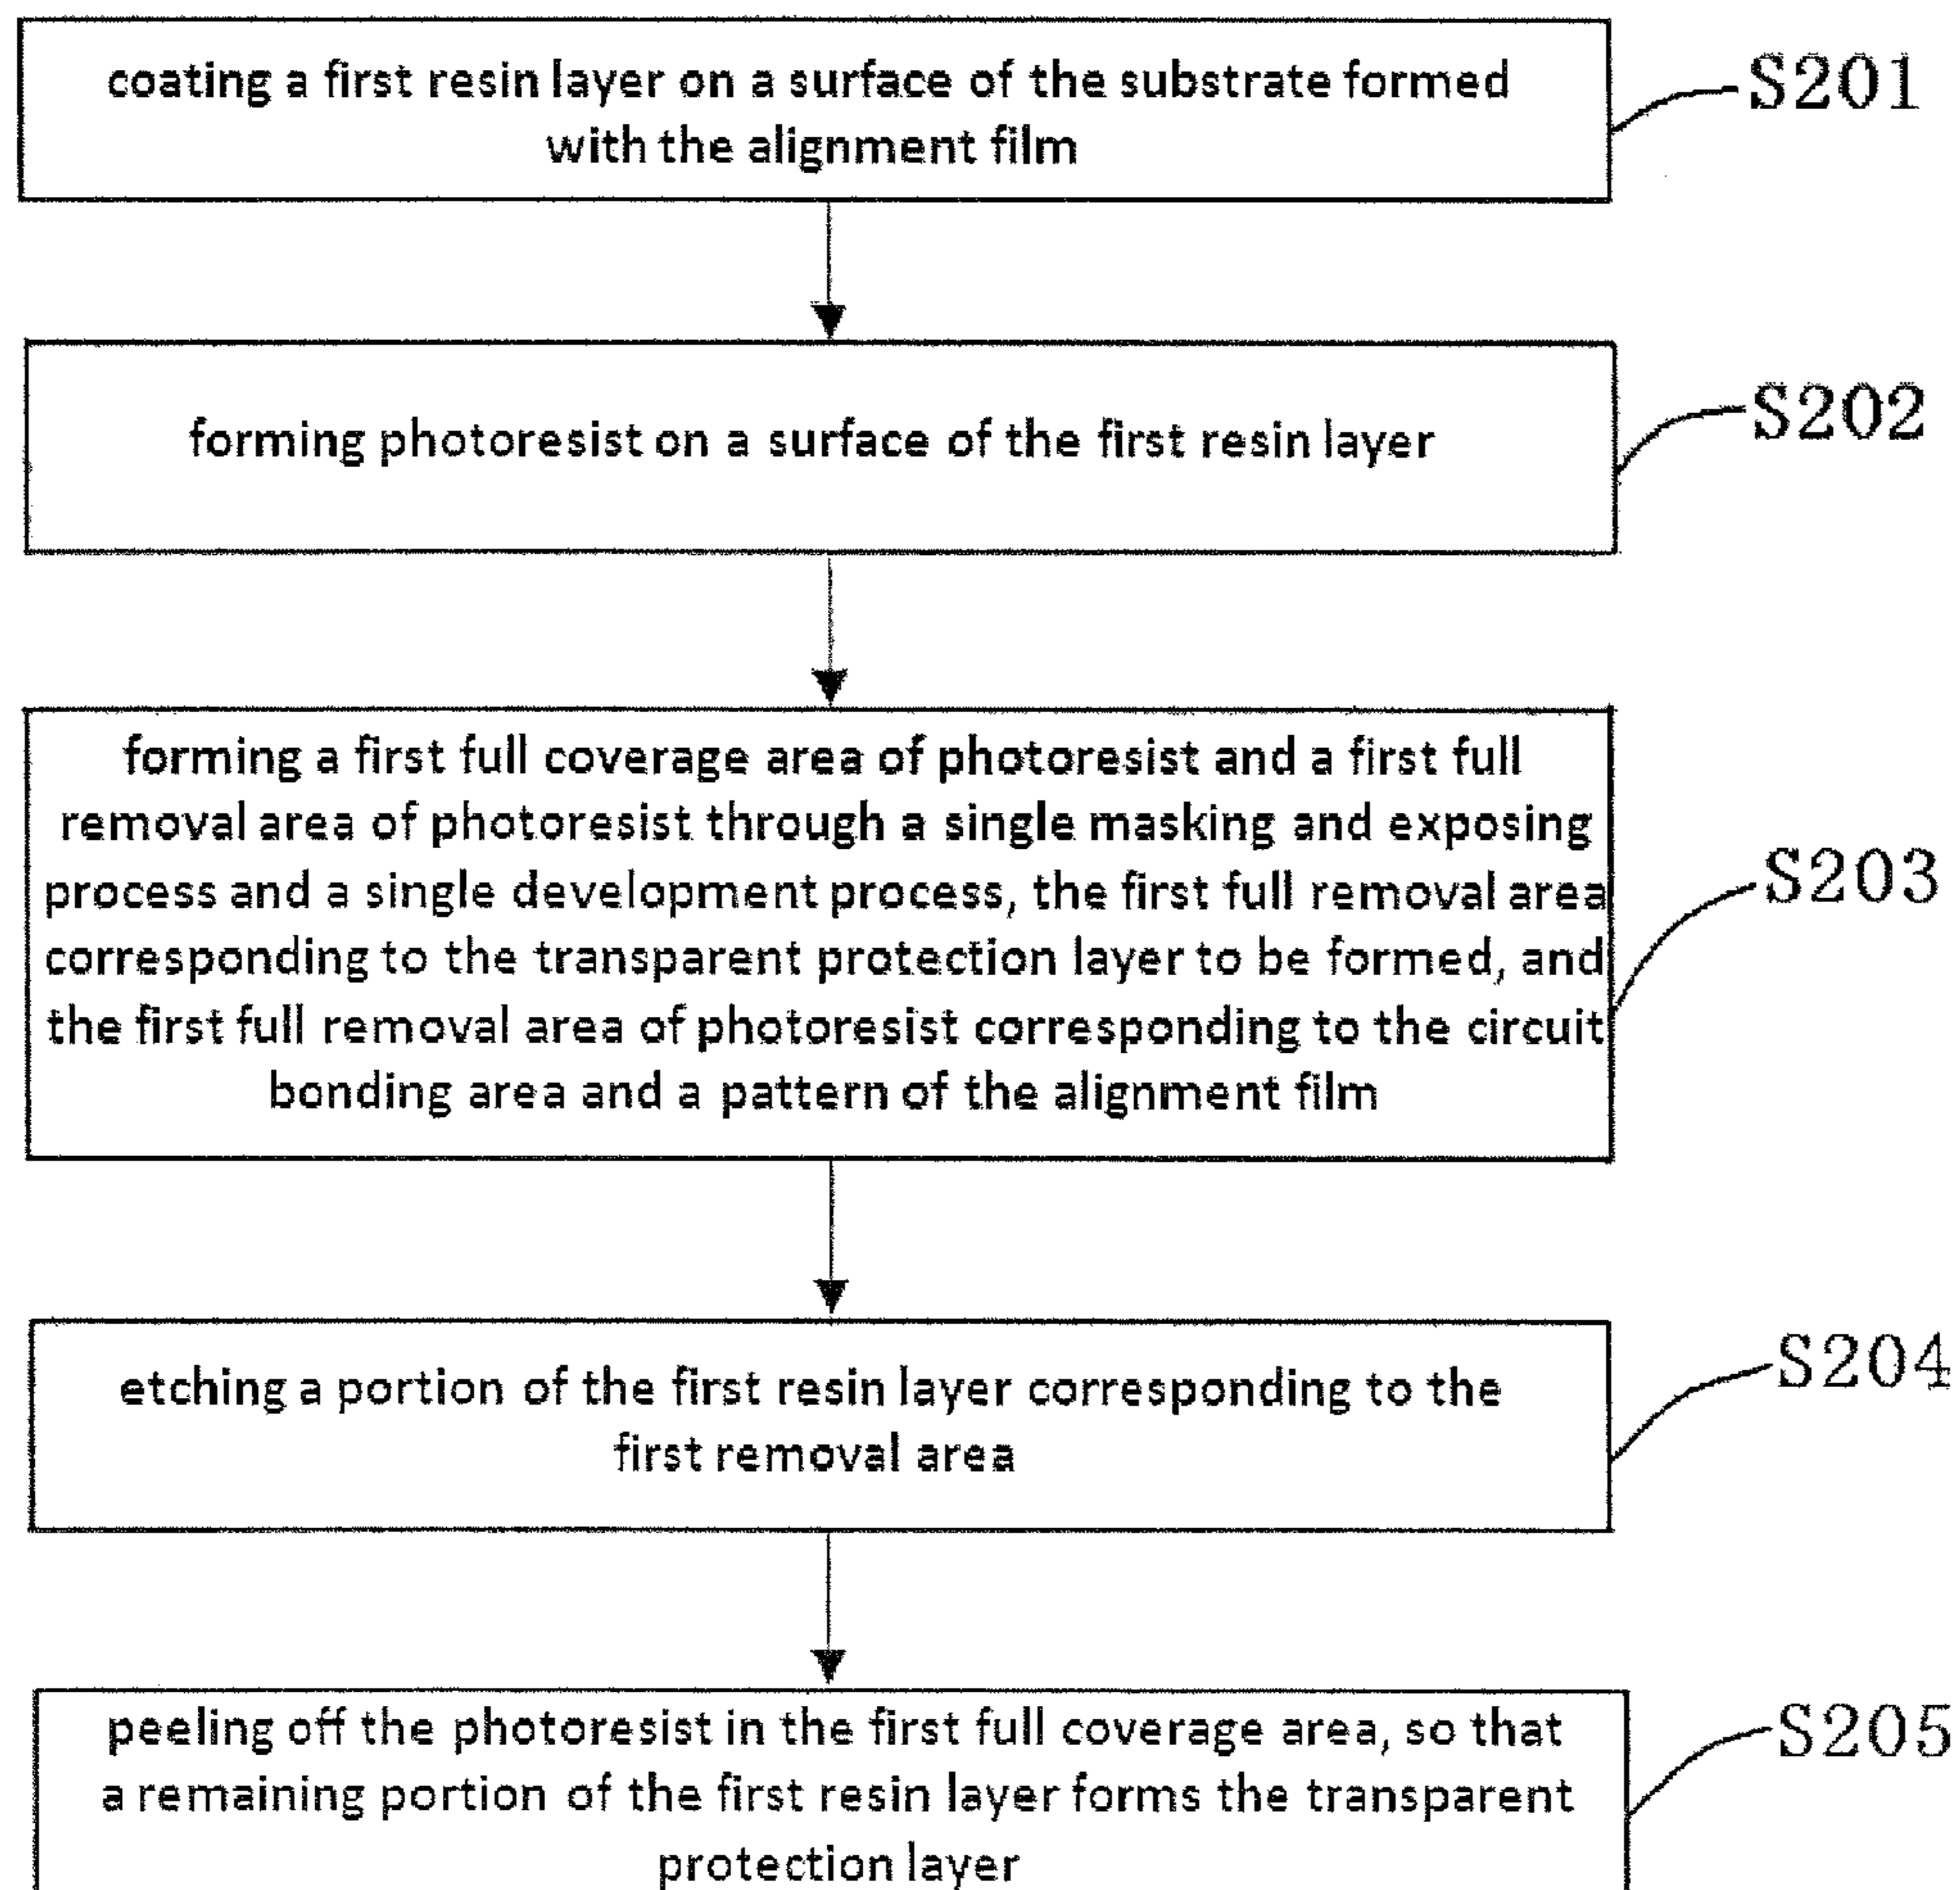 coating a first resin layer on a surface of the substrate formed
with the alignment film
S201
forming photoresist on a surface of the first resin layer
S202
forming a first full coverage area of photoresist and a first full
removal area of photoresist through a single masking and exposing
process and a single development process, the first full removal area
corresponding to the transparent protection layer to be formed, and
the first full removal area of photoresist corresponding to the circuit
bonding area and a pattern of the alignment film
S203
etching a portion of the first resin layer corresponding to the
first removal area
S204
peeling off the photoresist in the first full coverage area, so that
a remaining portion of the first resin layer forms the transparent
protection layer
S205